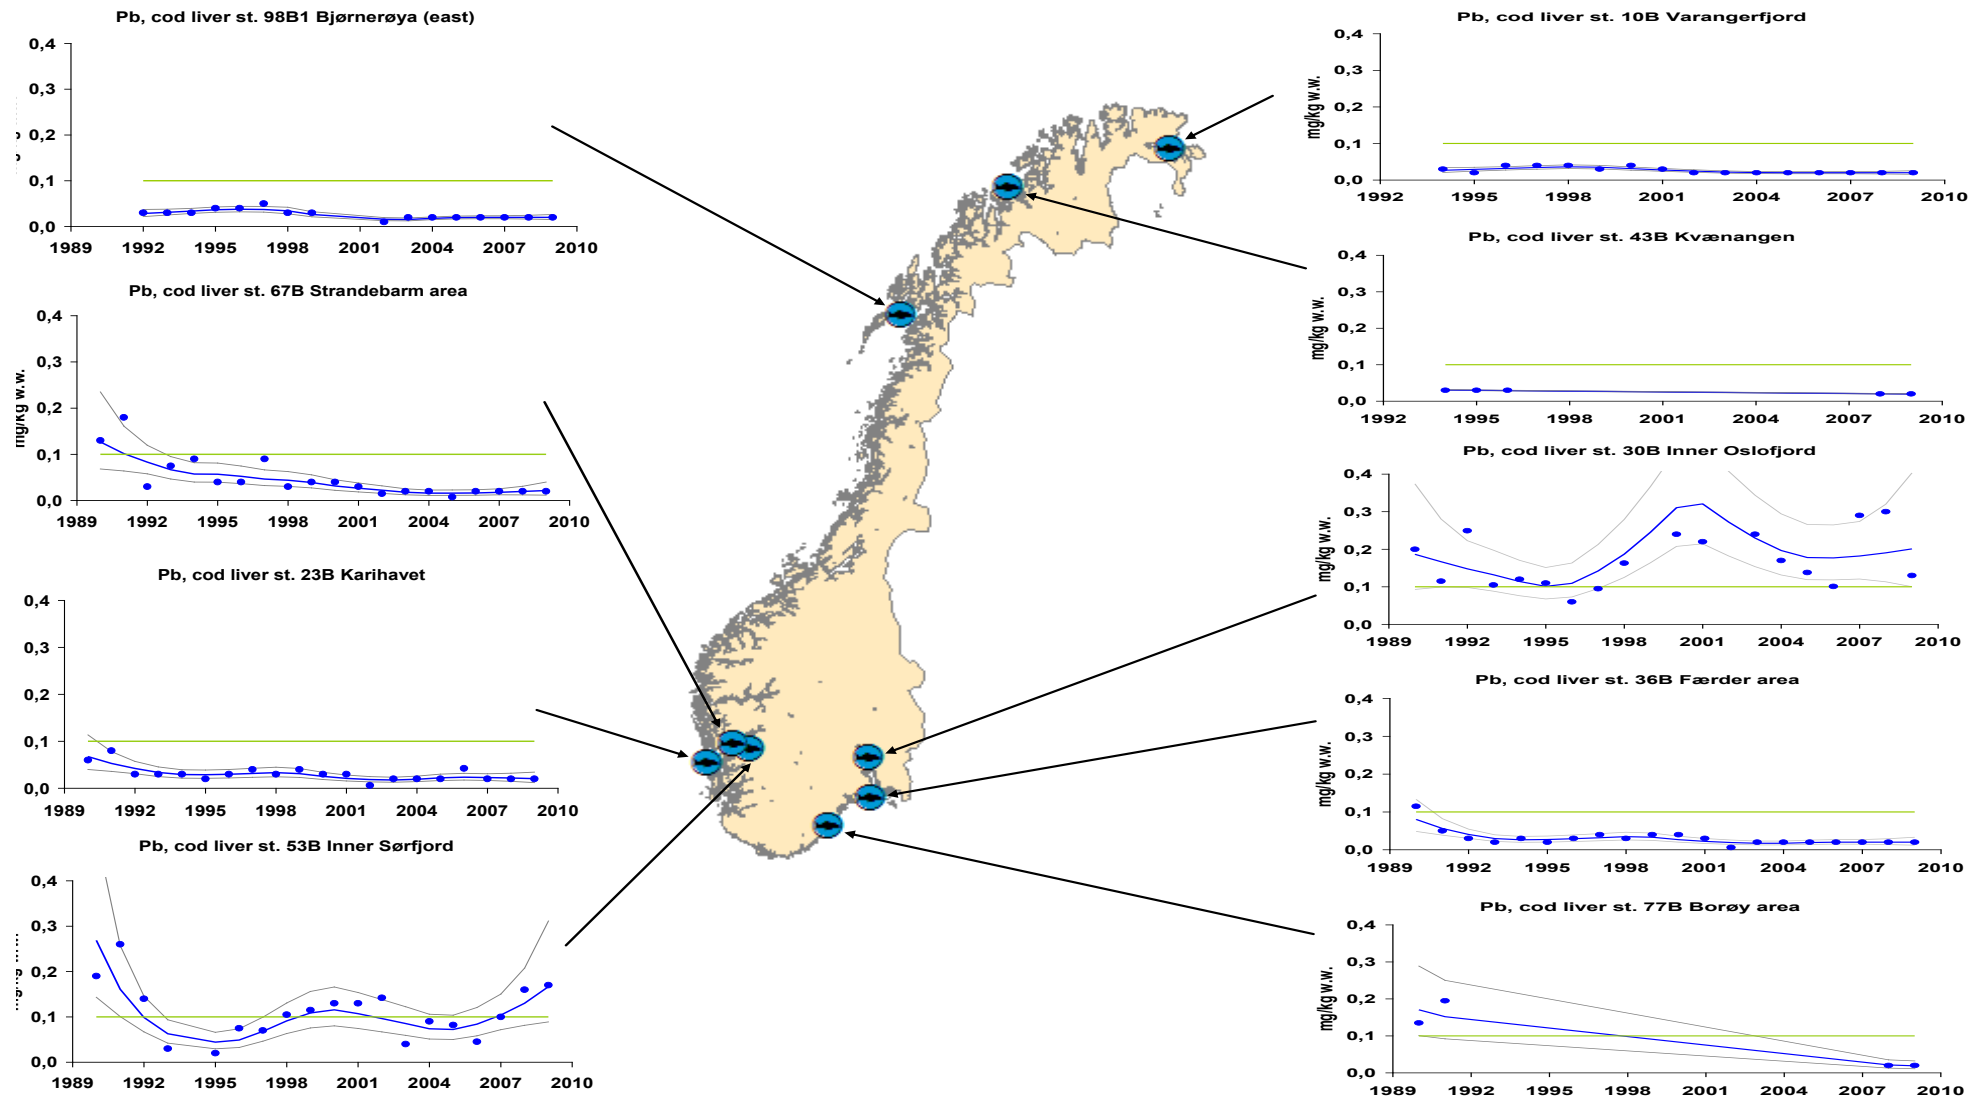 Pb, cod liver st. 98B1 Bjørnerøya (east)
0,4
0,3
0,2
0,1
0,0
1989 1992 1995 1998 2001 2004 2007 2010
Pb, cod liver st. 67B Strandebarm area
mg/kg w.w.
0,4
0,3
0,2
0,1
0,0
1989 1992 1995 1998 2001 2004 2007 2010
Pb, cod liver st. 23B Karihavet
0,4
0,3
0,2
0,1
0,0
1989 1992 1995 1998 2001 2004 2007 2010
Pb, cod liver st. 53B Inner Sørfjord
0,4
0,3
0,2
0,1
0,0
1989 1992 1995 1998 2001 2004 2007 2010
Pb, cod liver st. 10B Varangerfjord
mg/kg w.w.
0,4
0,3
0,2
0,1
0,0
1992 1995 1998 2001 2004 2007 2010
Pb, cod liver st. 43B Kvænangen
mg/kg w.w.
0,4
0,3
0,2
0,1
0,0
1992 1995 1998 2001 2004 2007 2010
Pb, cod liver st. 30B Inner Oslofjord
mg/kg w.w.
0,4
0,3
0,2
0,1
0,0
1989 1992 1995 1998 2001 2004 2007 2010
Pb, cod liver st. 36B Færder area
mg/kg w.w.
0,4
0,3
0,2
0,1
0,0
1989 1992 1995 1998 2001 2004 2007 2010
Pb, cod liver st. 77B Borøy area
mg/kg w.w.
0,4
0,3
0,2
0,1
0,0
1989 1992 1995 1998 2001 2004 2007 2010